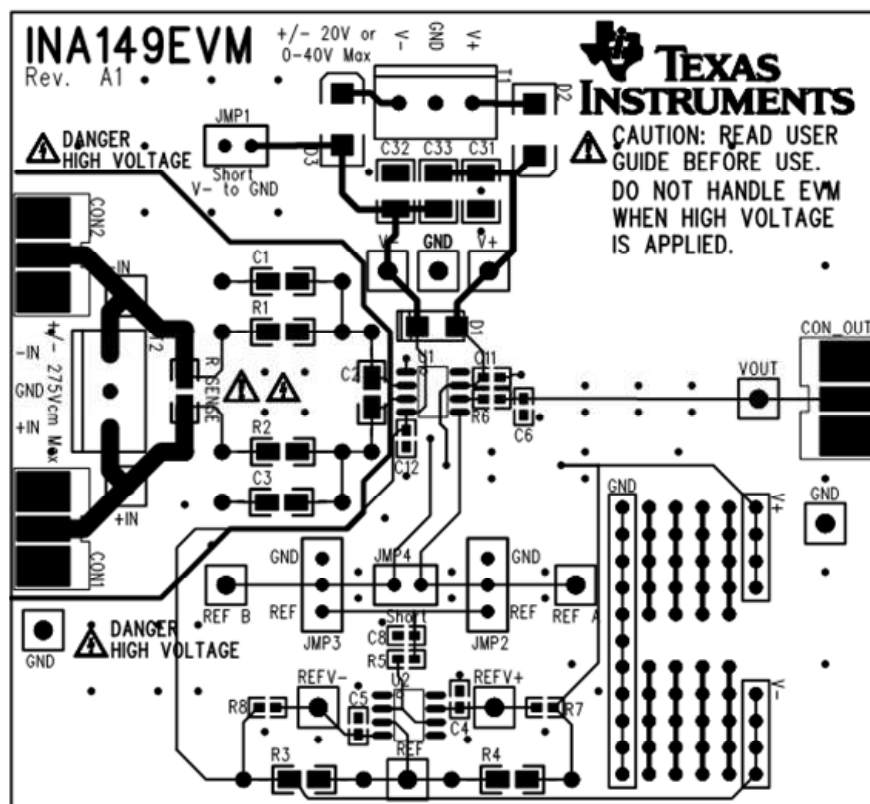 INA149EVM
Rev. A1
+/- 20V or
0-40V Max
V-
GND
V+
T1
D2
D3
TEXAS
INSTRUMENTS
DANGER
HIGH VOLTAGE
JMP1
Short
V- to GND
C32
C33
C31
CAUTION: READ USER
GUIDE BEFORE USE.
DO NOT HANDLE EVM
WHEN HIGH VOLTAGE
IS APPLIED.
V-
GND
V+
CON2
-IN
C1
R1
D1
-IN
GND
+IN
+/- 275Vcm Max
T2
R_SENSE
C2
U1
C11
R6
C6
C12
VOUT
CON_OUT
R2
C3
+IN
CON1
GND
DANGER
HIGH VOLTAGE
GND
REF
REF B
JMP3
JMP4
Short
GND
REF
JMP2
REF A
C8
R5
U2
REFV-
REFV+
R8
C5
C4
R7
R3
REF
R4
GND
V+
GND
V-